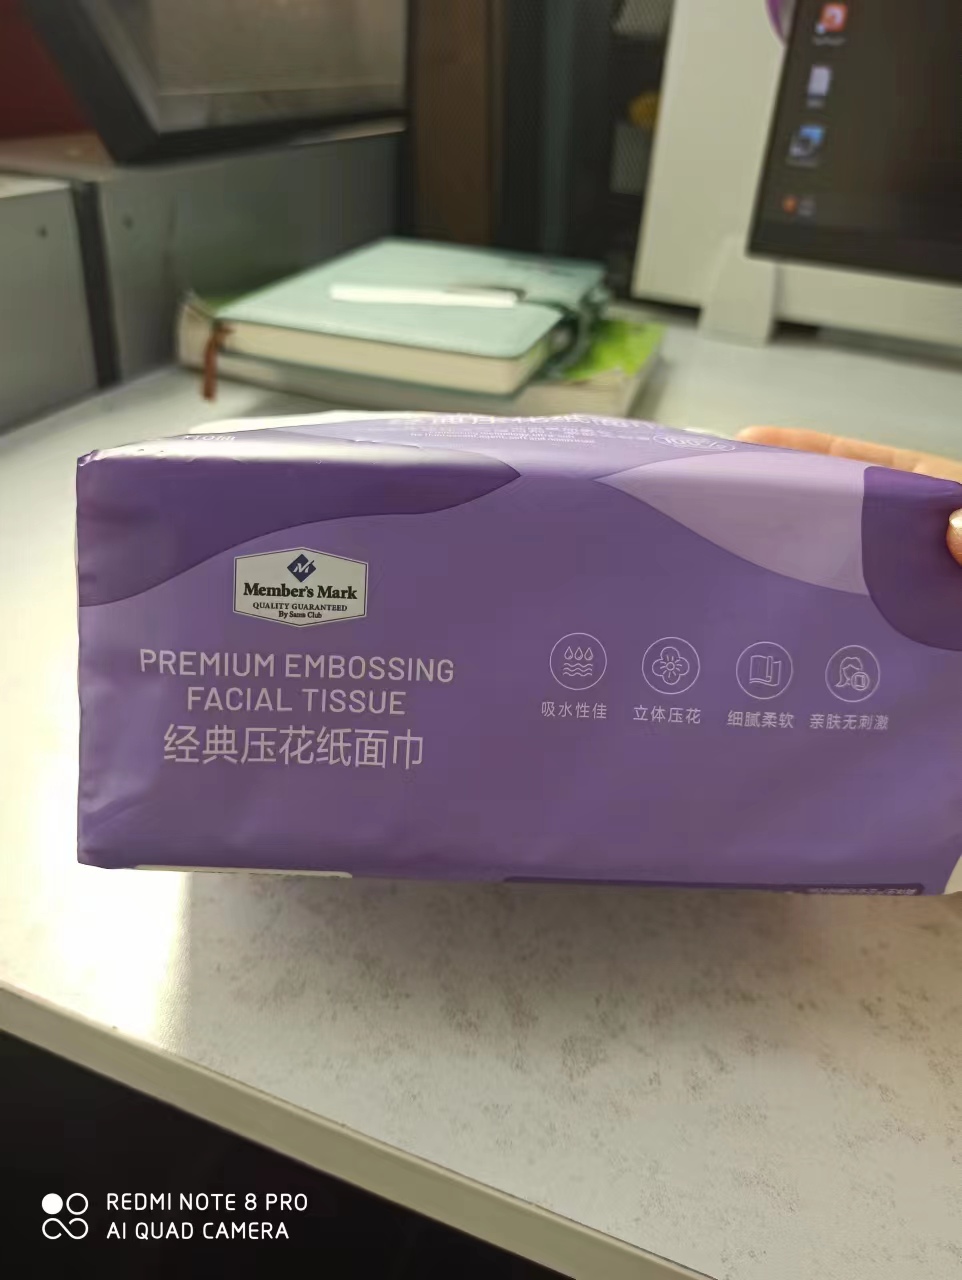 Member's Mark
QUALITY GUARANTEED
By Sam's Club
PREMIUM EMBOSSING
FACIAL TISSUE
经典压花纸面巾
吸水性佳
立体压花
细腻柔软
亲肤无刺激
REDMI NOTE 8 PRO
AI QUAD CAMERA